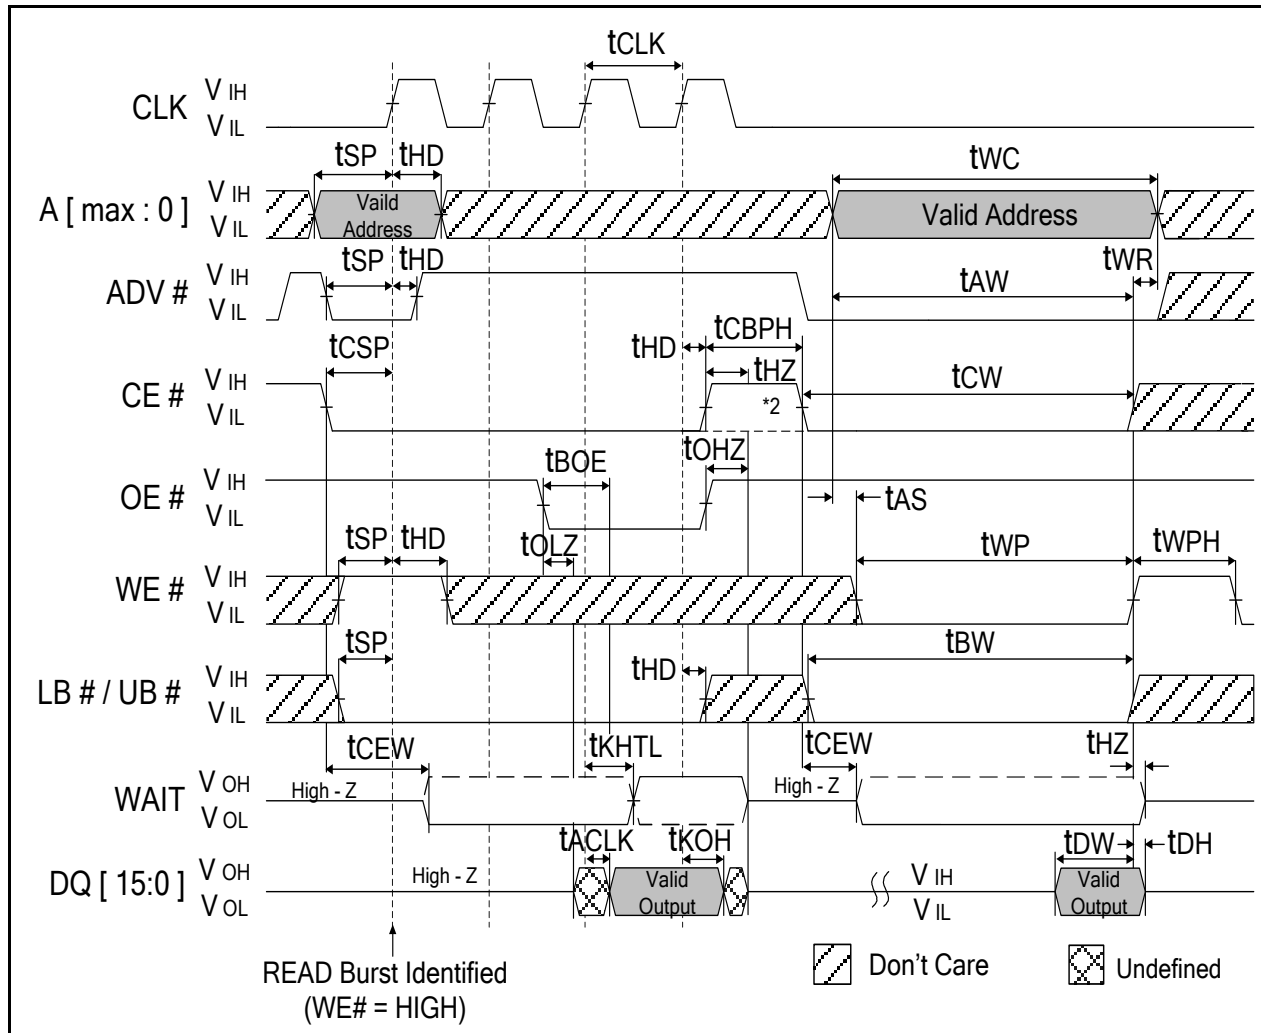 tCLK
CLK
V IH
V IL
tSP
tHD
tWC
A [ max : 0 ]
V IH
V IL
Vaild
Address
Valid Address
tSP
tHD
tWR
ADV #
V IH
V IL
tAW
tCSP
tHD
tCBPH
tHZ
*2
tCW
CE #
V IH
V IL
tBOE
tOHZ
OE #
V IH
V IL
tAS
tSP
tHD
tOLZ
tWP
tWPH
WE #
V IH
V IL
tSP
tHD
tBW
LB # / UB #
V IH
V IL
tCEW
tKHTL
tCEW
tHZ
WAIT
V OH
V OL
High - Z
High - Z
tACLK
tKOH
tDW
tDH
DQ [ 15:0 ]
V OH
V OL
High - Z
Valid
Output
V IH
V IL
Valid
Output
READ Burst Identified
(WE# = HIGH)
Don't Care
Undefined